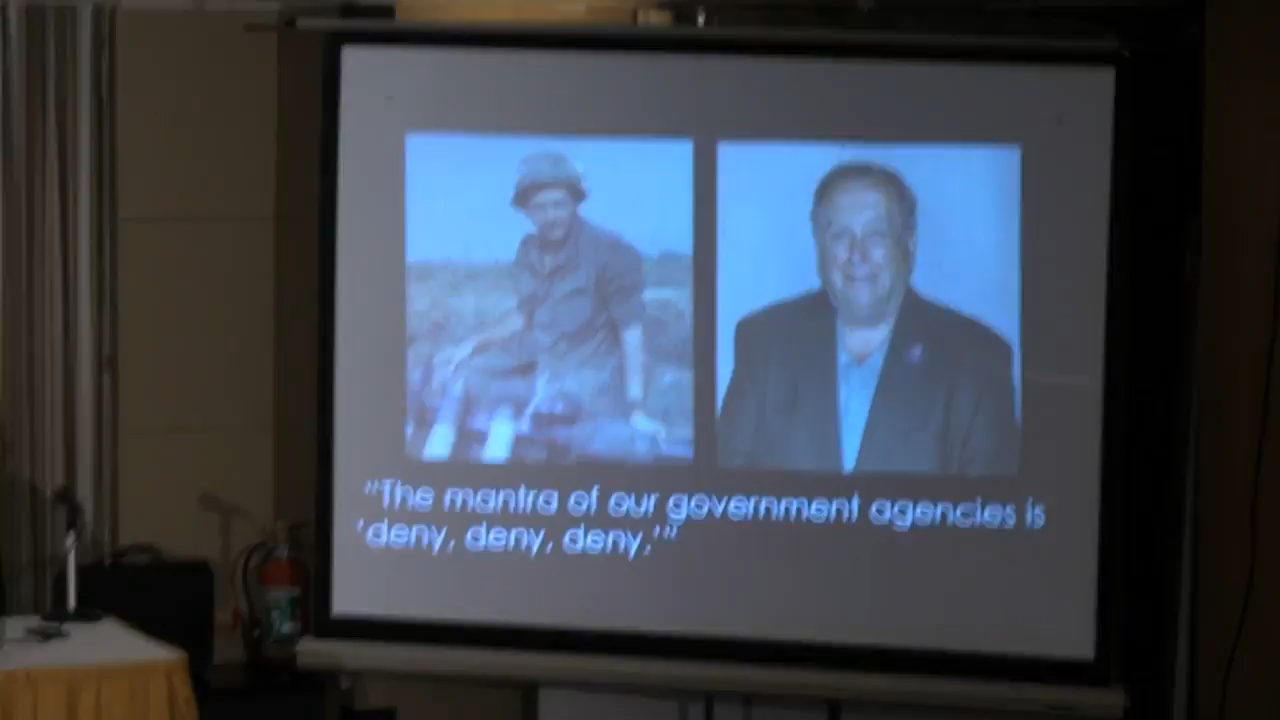 "The mantra of our government agencies is
'deny, deny, deny.'"